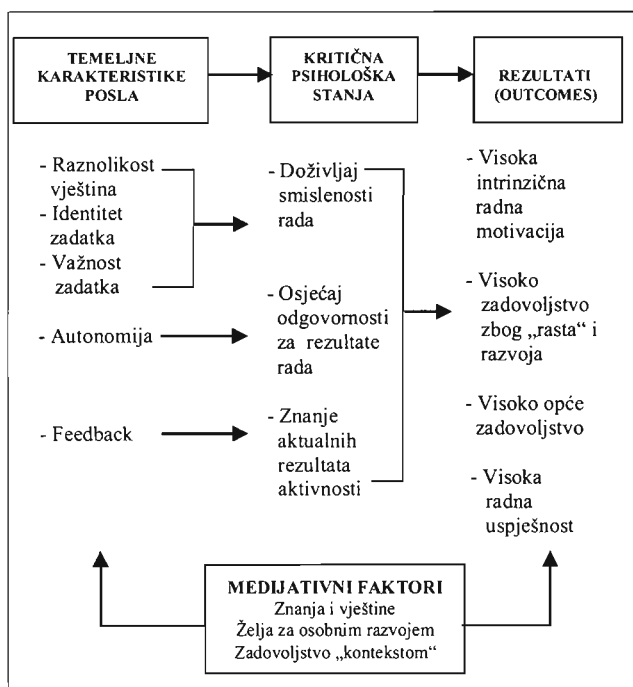 TEMELJNE
KARAKTERISTIKE
POSLA
KRITIČNA
PSIHOLOŠKA
STANJA
REZULTATI
(OUTCOMES)
- Raznolikost
vještina
- Identitet
zadatka
- Važnost
zadatka
- Autonomija
- Feedback
- Doživljaj
smislenosti
rada
- Osjećaj
odgovornosti
za rezultate
rada
- Znanje
aktualnih
rezultata
aktivnosti
- Visoka
intrinzična
radna
motivacija
- Visoko
zadovoljstvo
zbog „rasta“ i
razvoja
- Visoko opće
zadovoljstvo
- Visoka
radna
uspješnost
MEDIJATIVNI FAKTORI
Znanja i vještine
Želja za osobnim razvojem
Zadovoljstvo „kontekstom“